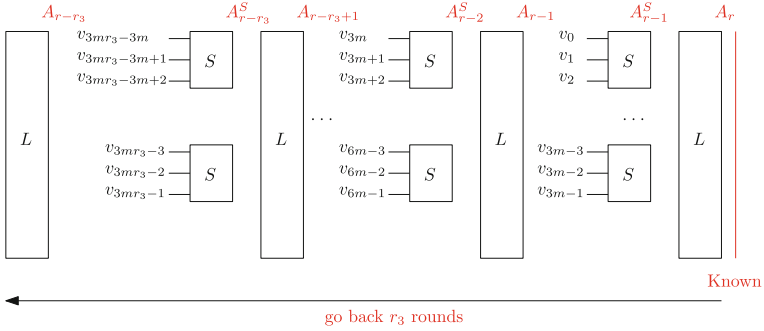 A_{r-r_3} A^S_{r-r_3} A_{r-r_3+1} A^S_{r-2} A_{r-1} A^S_{r-1} A_r
v_{3mr_3-3m} v_{3m} v_0
v_{3mr_3-3m+1} S v_{3m+1} S v_1 S
v_{3mr_3-3m+2} v_{3m+2} v_2
... ...
L L L L
v_{3mr_3-3} v_{6m-3} v_{3m-3}
v_{3mr_3-2} S v_{6m-2} S v_{3m-2} S
v_{3mr_3-1} v_{6m-1} v_{3m-1}
Known
go back r_3 rounds